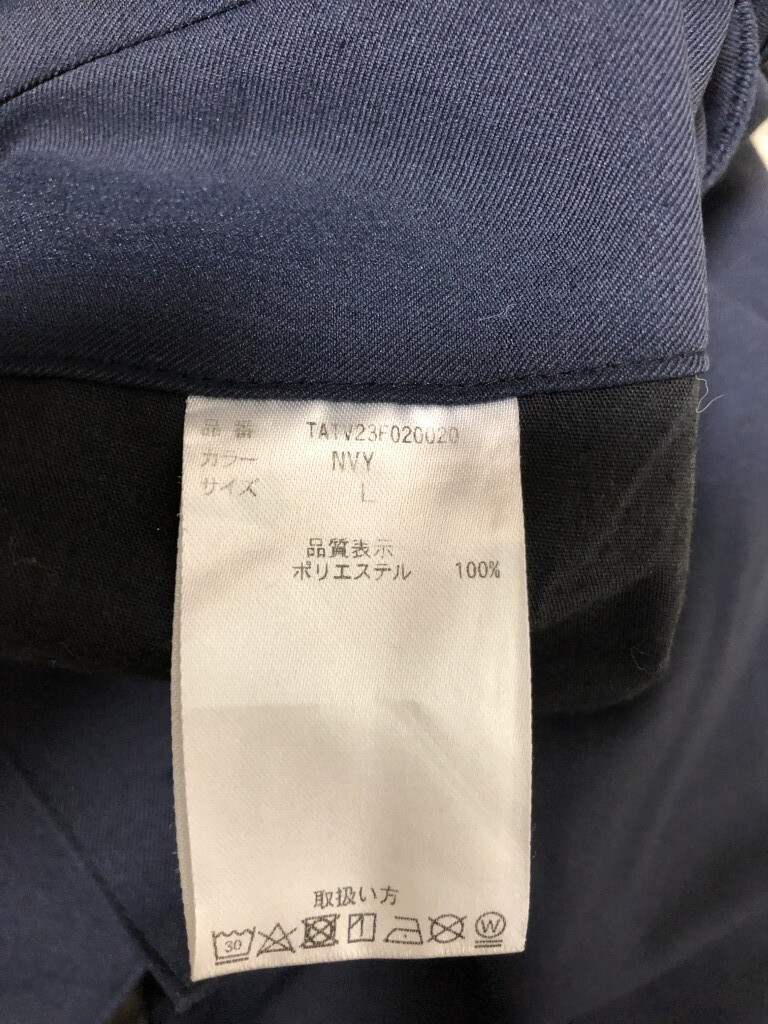 品番 TATV23F020020
カラー NVY
サイズ L
品質表示
ポリエステル 100%
取扱い方
30 W